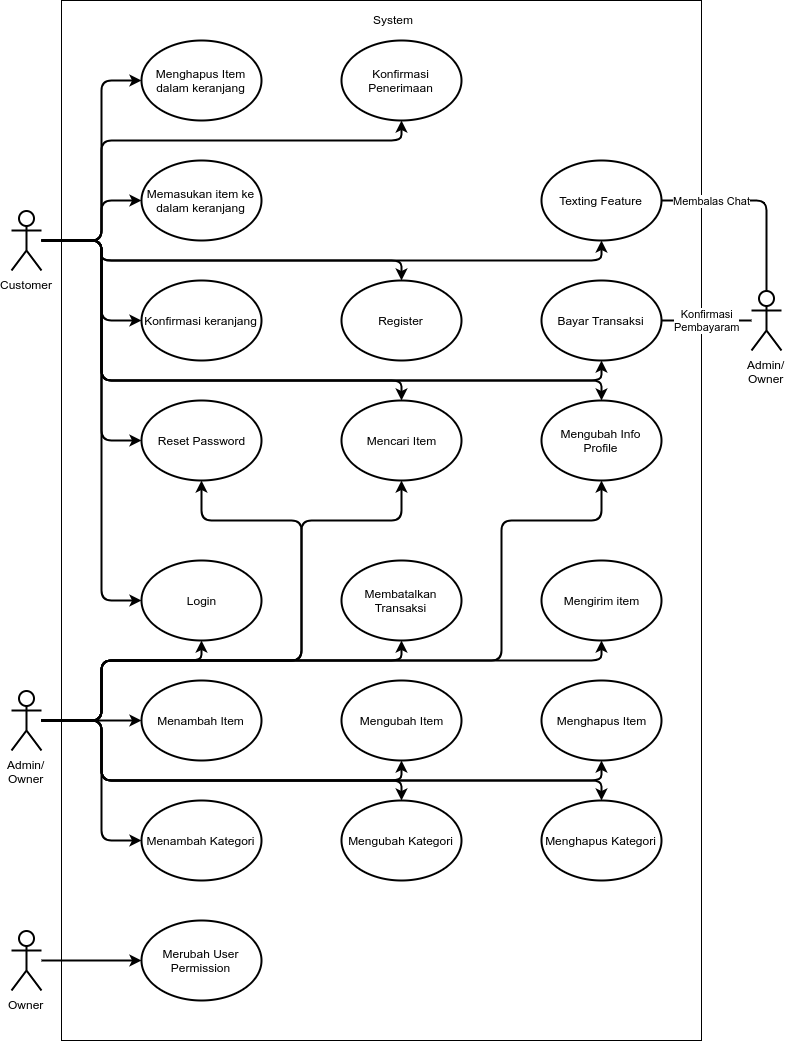 System
Menghapus Item
dalam keranjang
Konfirmasi
Penerimaan
Memasukan item ke
dalam keranjang
Texting Feature
Membalas Chat
Customer
Konfirmasi keranjang
Register
Bayar Transaksi
Konfirmasi
Pembayaram
Admin/
Owner
Reset Password
Mencari Item
Mengubah Info
Profile
Login
Membatalkan
Transaksi
Mengirim item
Menambah Item
Mengubah Item
Menghapus Item
Admin/
Owner
Menambah Kategori
Mengubah Kategori
Menghapus Kategori
Merubah User
Permission
Owner